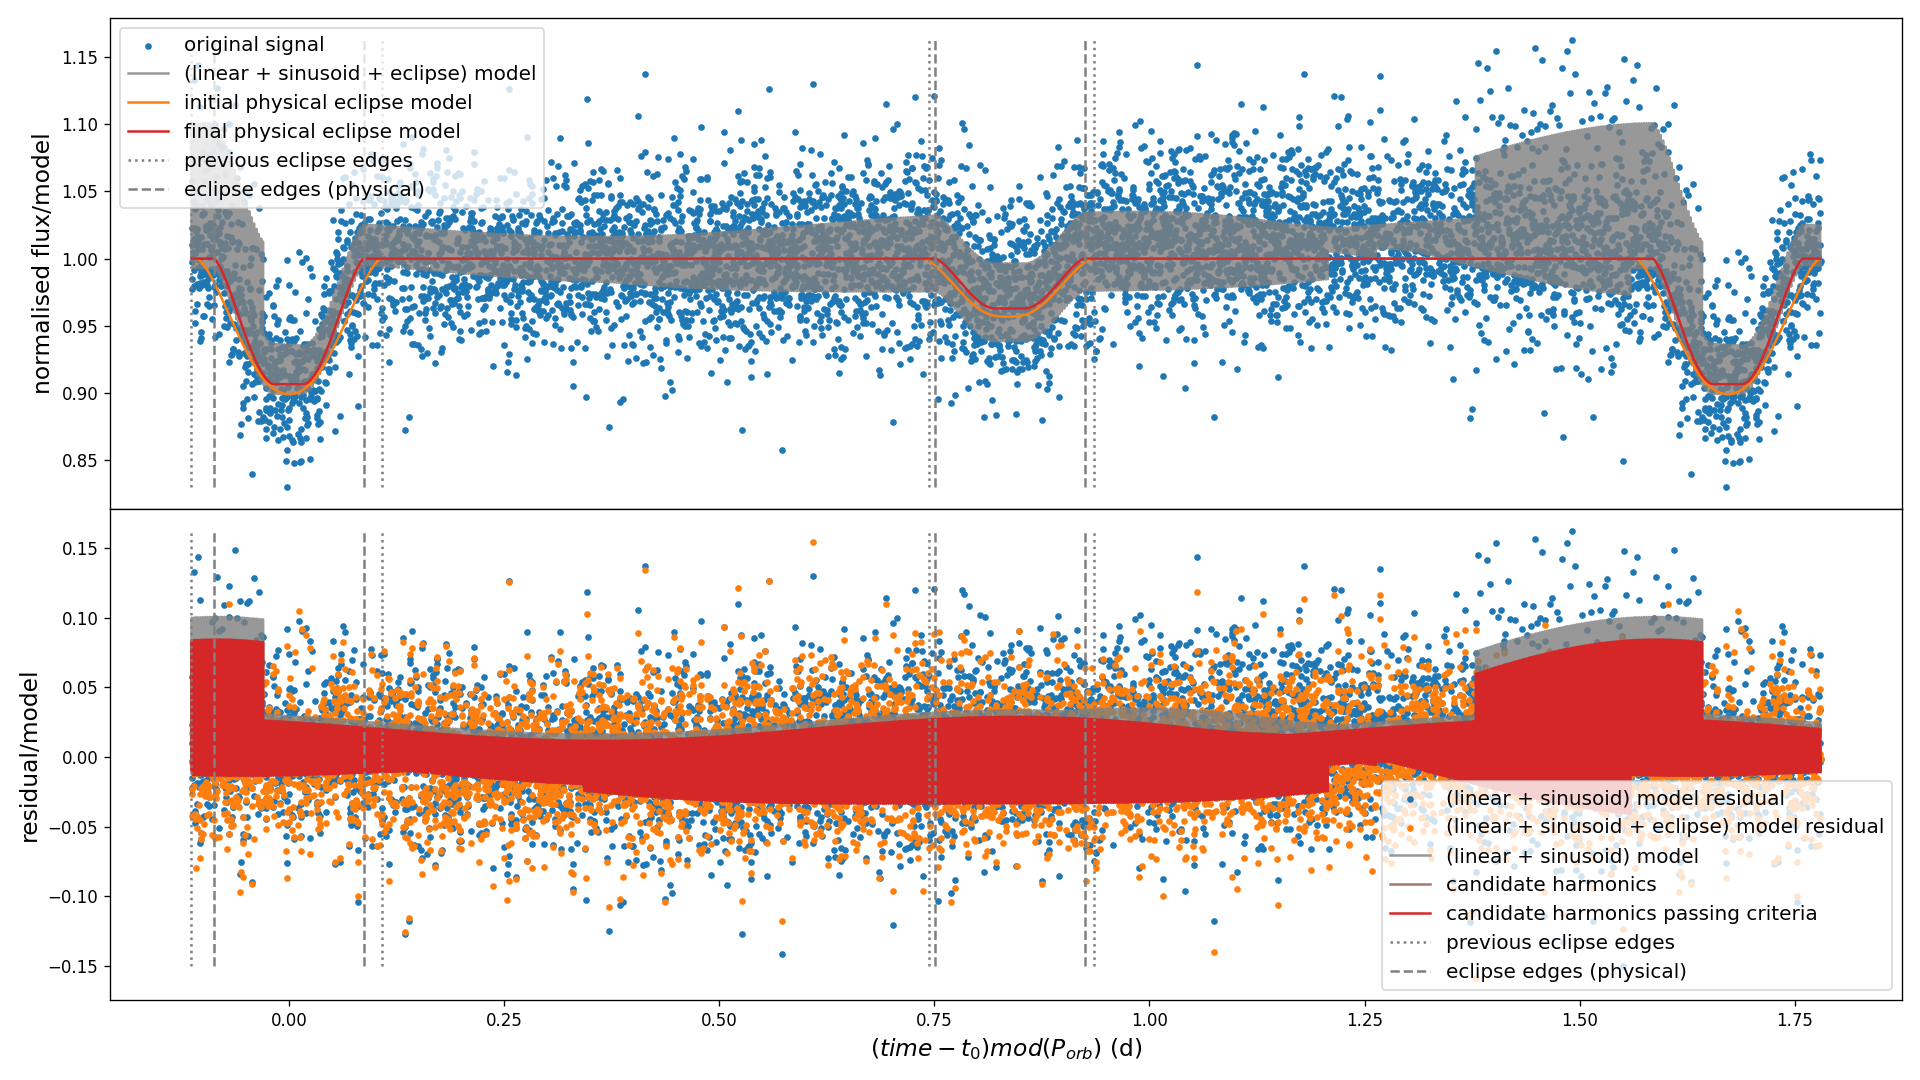 original signal
(linear + sinusoid + eclipse) model
initial physical eclipse model
final physical eclipse model
previous eclipse edges
eclipse edges (physical)
normalised flux/model
1.15
1.10
1.05
1.00
0.95
0.90
0.85
residual/model
0.15
0.10
0.05
0.00
−0.05
−0.10
−0.15
(linear + sinusoid) model residual
(linear + sinusoid + eclipse) model residual
(linear + sinusoid) model
candidate harmonics
candidate harmonics passing criteria
previous eclipse edges
eclipse edges (physical)
0.00 0.25 0.50 0.75 1.00 1.25 1.50 1.75
(time − t₀)mod(P_orb) (d)